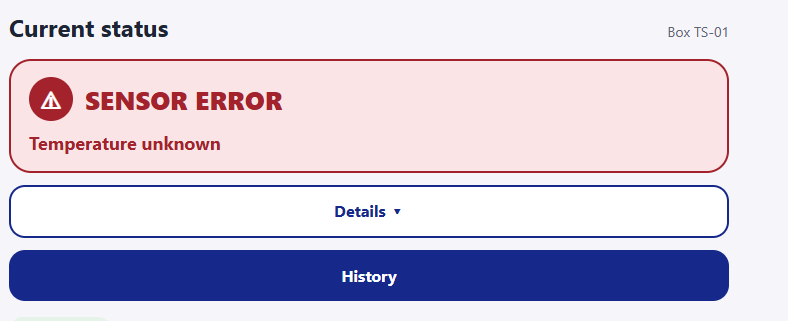 Current status
Box TS-01
SENSOR ERROR
Temperature unknown
Details ▼
History